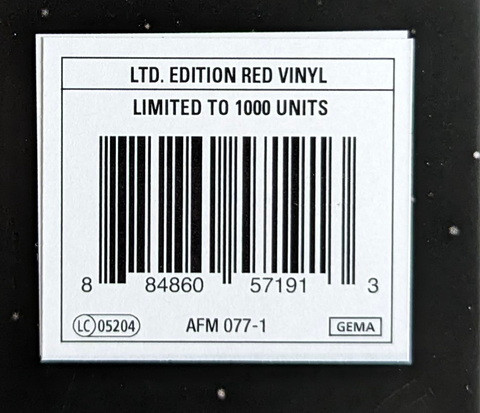 LTD. EDITION RED VINYL
LIMITED TO 1000 UNITS
8 84860 57191 3
LC 05204 AFM 077-1 GEMA